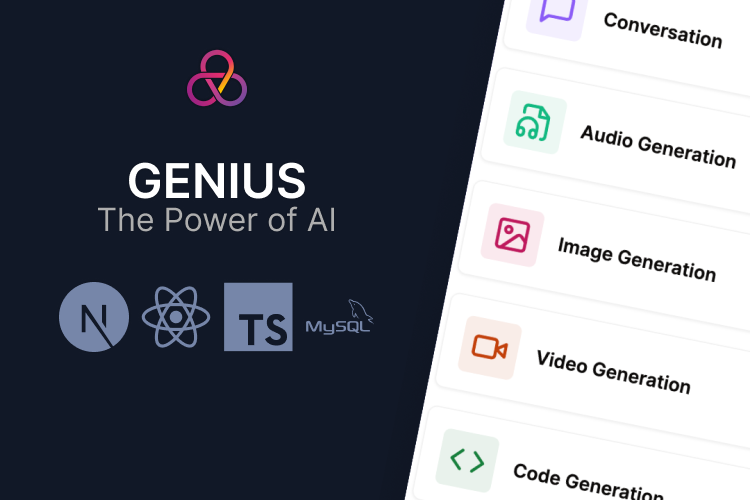 GENIUS
The Power of AI
N
TS
MySQL
Conversation
Audio Generation
Image Generation
Video Generation
Code Generation